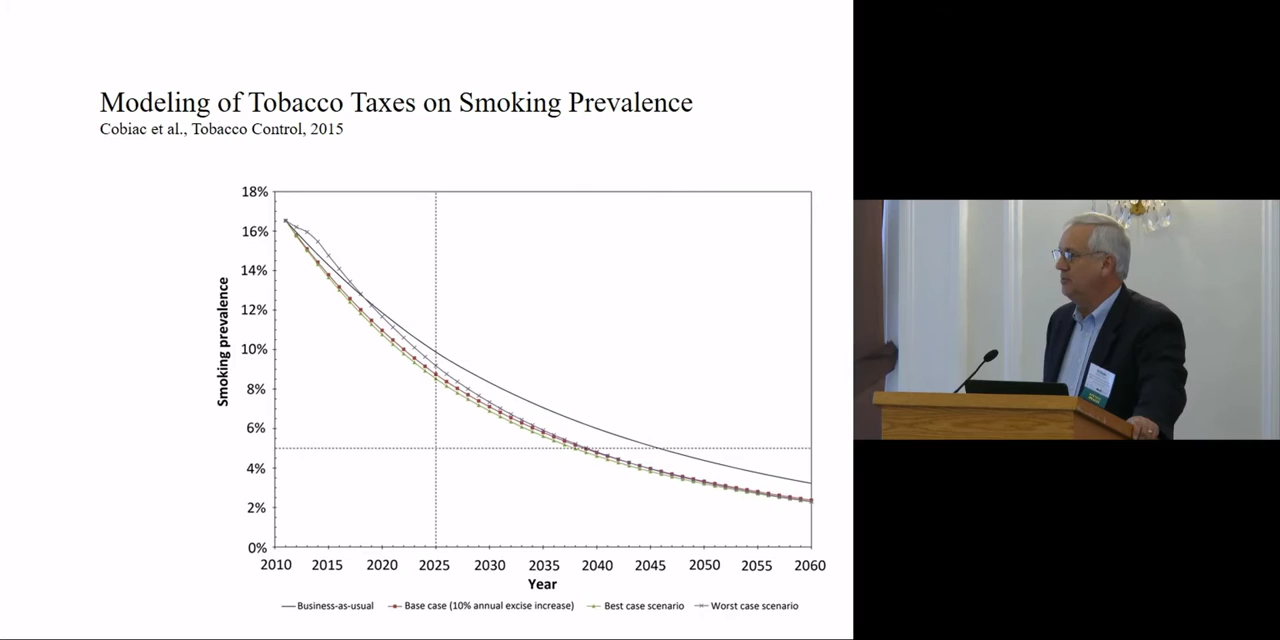 Modeling of Tobacco Taxes on Smoking Prevalence
Cobiac et al., Tobacco Control, 2015
18%
16%
14%
12%
10%
8%
6%
4%
2%
0%
Smoking prevalence
2010 2015 2020 2025 2030 2035 2040 2045 2050 2055 2060
Year
Business-as-usual Base case (10% annual excise increase) Best case scenario Worst case scenario